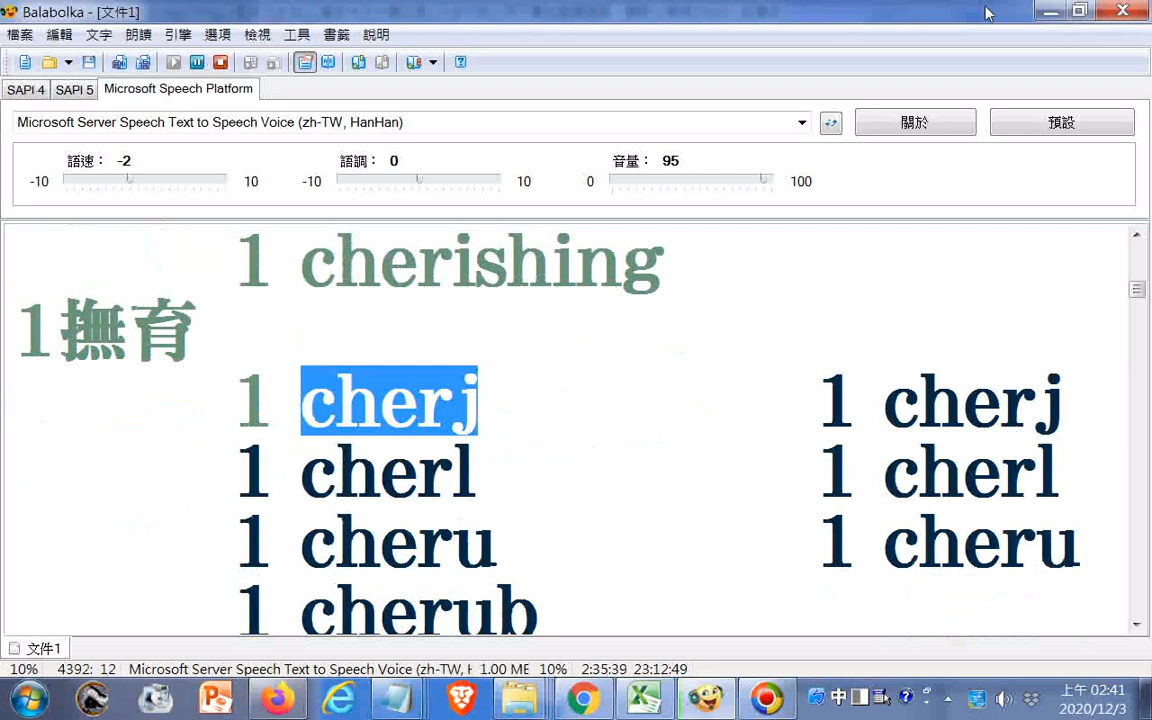 Balabolka - [文件1]
檔案 編輯 文字 朗讀 引擎 選項 檢視 工具 書籤 說明
SAPI 4 SAPI 5 Microsoft Speech Platform
Microsoft Server Speech Text to Speech Voice (zh-TW, HanHan) 關於 預設
語速： -2 語調： 0 音量： 95
-10 10 -10 10 0 100
1 cherishing
1撫育
1 cherj 1 cherj
1 cherl 1 cherl
1 cheru 1 cheru
1 cherub
文件1
10% 4392: 12 Microsoft Server Speech Text to Speech Voice (zh-TW, 1.00 ME 10% 2:35:39 23:12:49
中 上午 02:41
2020/12/3